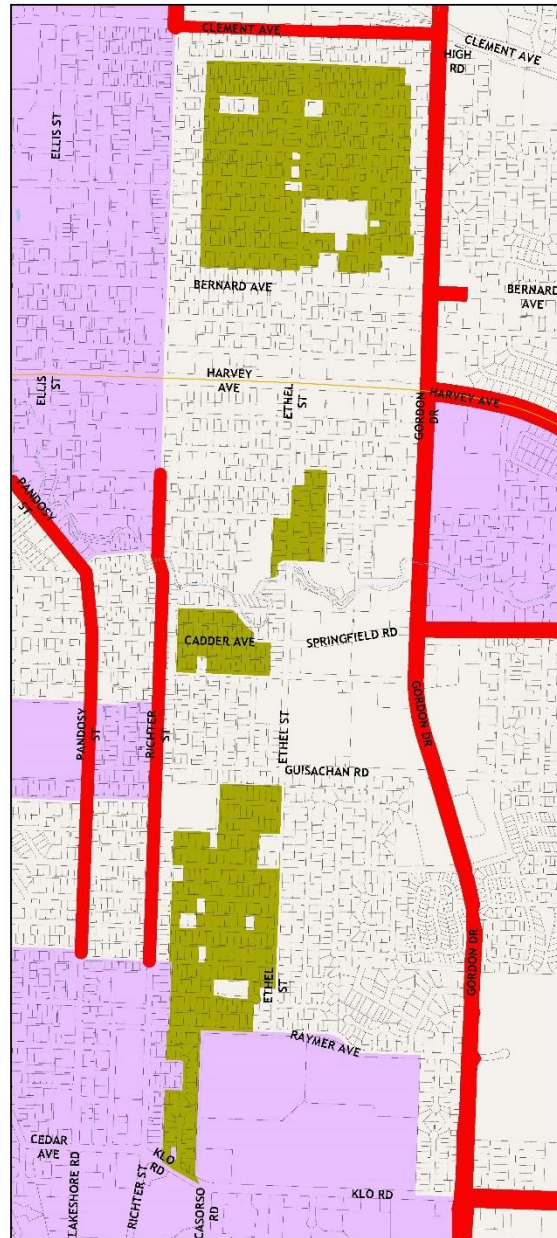 CLEMENT AVE
CLEMENT AVE
HIGH
RD
ELLIS ST
BERNARD AVE
BERNARD
AVE
HARVEY
AVE
ELLIS
ST
ETHEL
ST
GORDON
DR
HARVEY AVE
PANDOSY
ST
CADDER AVE
SPRINGFIELD RD
GORDON DR
PANDOSY
ST
RICHTER
ST
ETHEL ST
GUISACHAN RD
GORDON DR
ETHEL
ST
RAYMER AVE
CEDAR
AVE
KLO
RD
LAKESHORE RD
RICHTER ST
CASORSO
RD
KLO RD